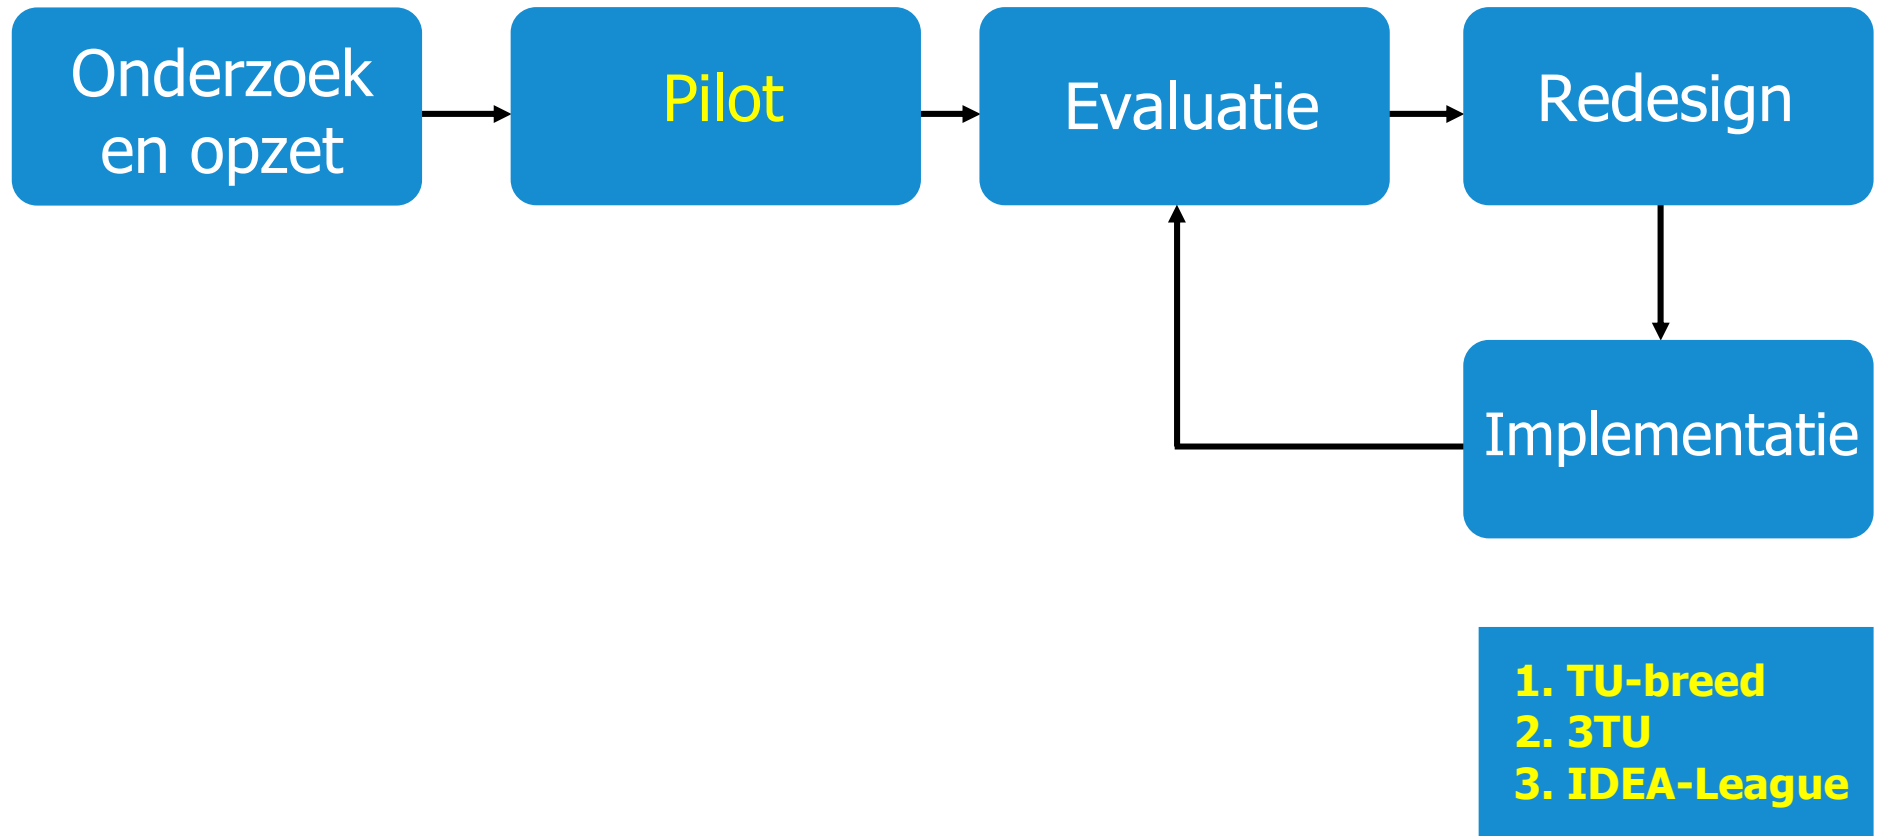 Onderzoek
en opzet
Pilot
Evaluatie
Redesign
Implementatie
1. TU-breed
2. 3TU
3. IDEA-League